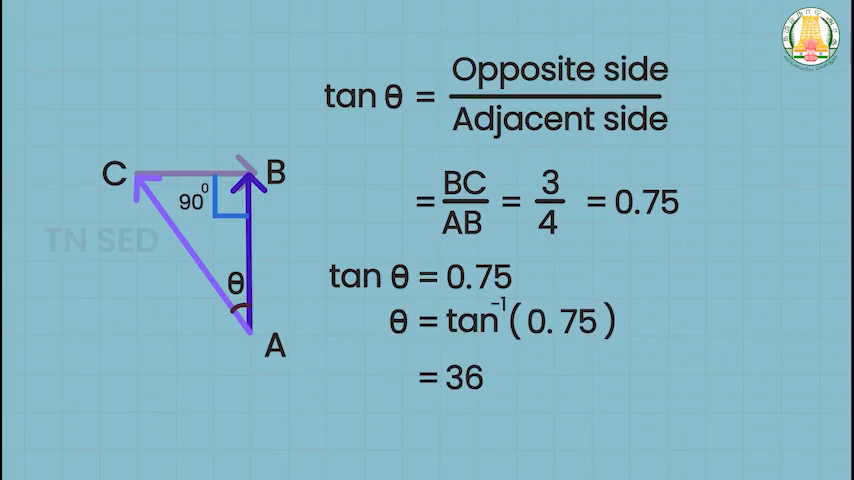 tan θ = Opposite side / Adjacent side
= BC / AB = 3 / 4 = 0.75
C
B
90⁰
TN SED
tan θ = 0.75
θ
θ = tan⁻¹ (0.75)
A
= 36